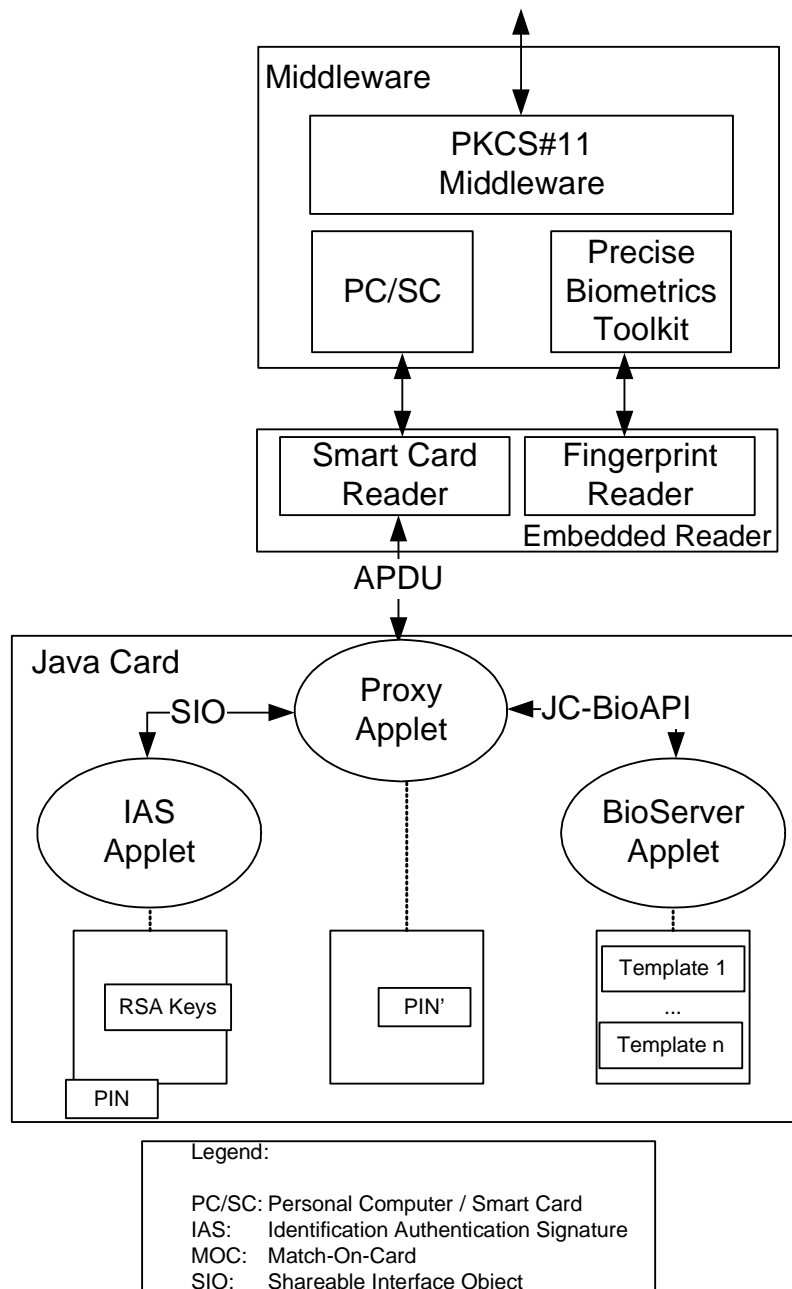 Middleware
PKCS#11
Middleware
PC/SC
Precise
Biometrics
Toolkit
Smart Card
Reader
Fingerprint
Reader
Embedded Reader
APDU
Java Card
Proxy
Applet
SIO
JC-BioAPI
IAS
Applet
BioServer
Applet
RSA Keys
PIN
PIN’
Template 1
...
Template n
Legend:
PC/SC: Personal Computer / Smart Card
IAS: Identification Authentication Signature
MOC: Match-On-Card
SIO: Shareable Interface Object